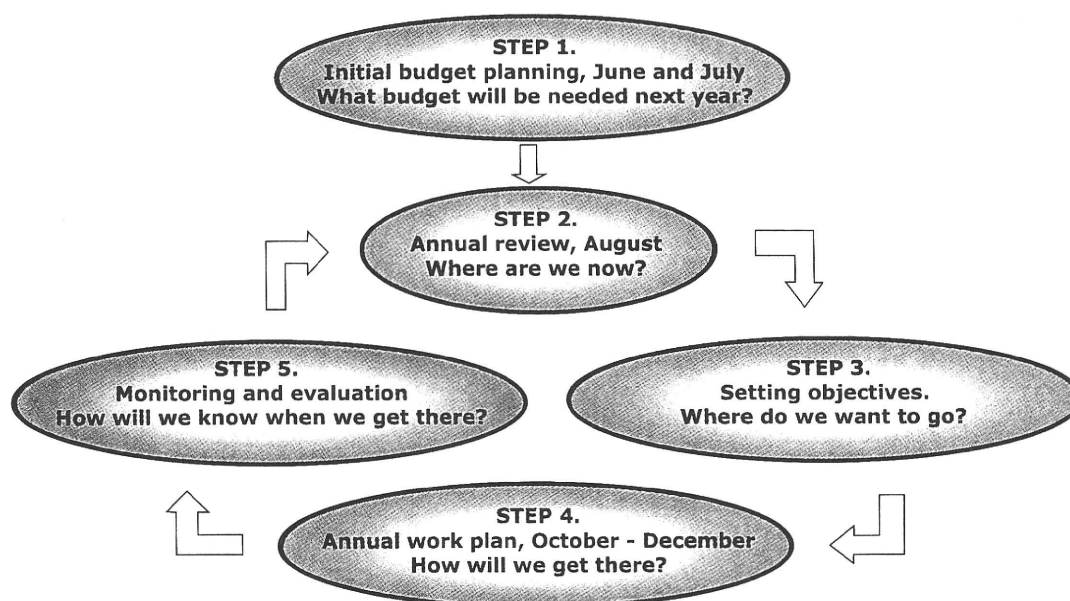 STEP 1.
Initial budget planning, June and July
What budget will be needed next year?
STEP 2.
Annual review, August
Where are we now?
STEP 5.
Monitoring and evaluation
How will we know when we get there?
STEP 3.
Setting objectives.
Where do we want to go?
STEP 4.
Annual work plan, October - December
How will we get there?